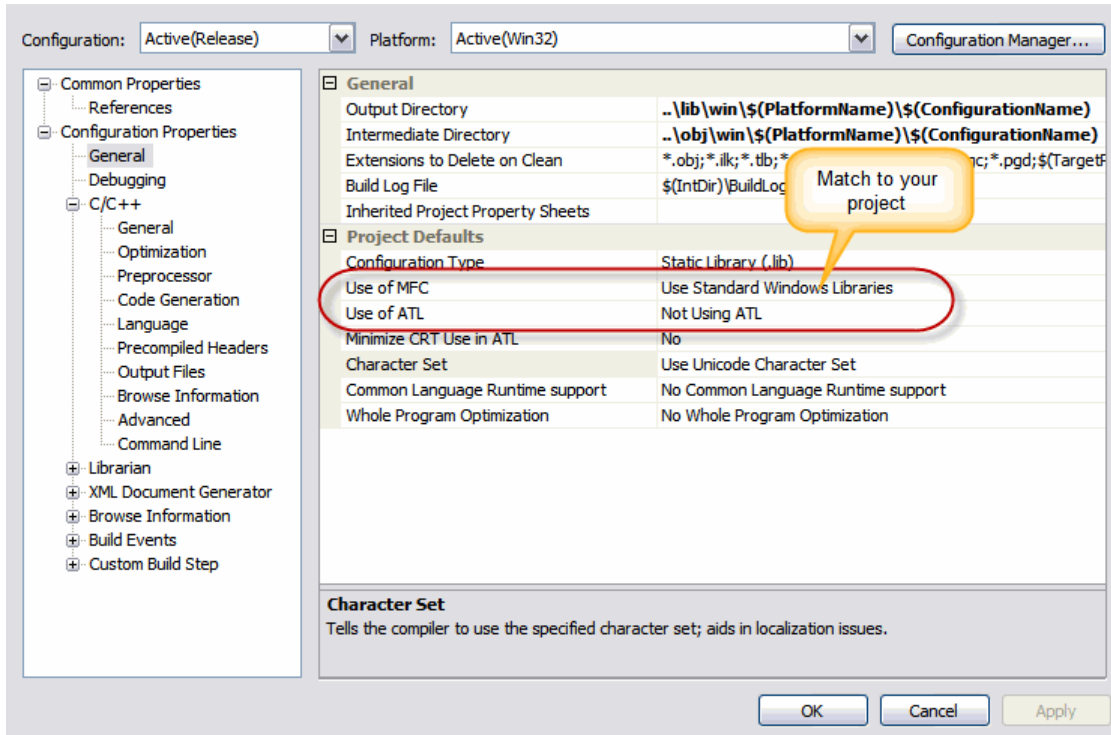 Configuration: Active(Release) Platform: Active(Win32) Configuration Manager...
Common Properties
References
Configuration Properties
General
Debugging
C/C++
General
Optimization
Preprocessor
Code Generation
Language
Precompiled Headers
Output Files
Browse Information
Advanced
Command Line
Librarian
XML Document Generator
Browse Information
Build Events
Custom Build Step
General
Output Directory ..\lib\win\$(PlatformName)\$(ConfigurationName)
Intermediate Directory ..\obj\win\$(PlatformName)\$(ConfigurationName)
Extensions to Delete on Clean *.obj;*.ilk;*.tlb;* *.pgd;$(TargetP
Build Log File $(IntDir)\BuildLog
Inherited Project Property Sheets
Match to your
project
Project Defaults
Configuration Type Static Library (.lib)
Use of MFC Use Standard Windows Libraries
Use of ATL Not Using ATL
Minimize CRT Use in ATL No
Character Set Use Unicode Character Set
Common Language Runtime support No Common Language Runtime support
Whole Program Optimization No Whole Program Optimization
Character Set
Tells the compiler to use the specified character set; aids in localization issues.
OK Cancel Apply